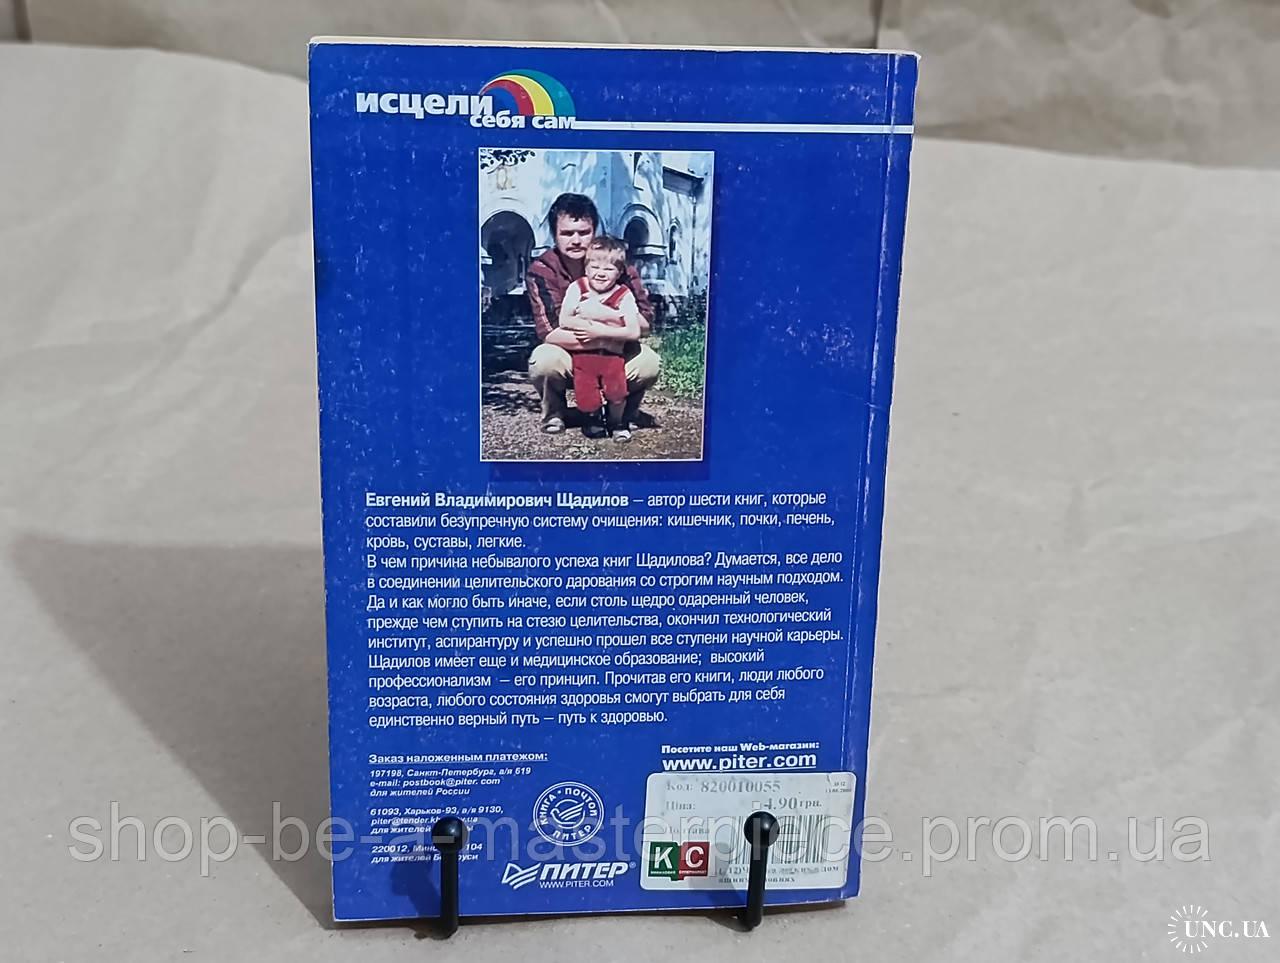 исцели
себя сам
Евгений Владимирович Щадилов – автор шести книг, которые
составили безупречную систему очищения: кишечник, почки, печень,
кровь, суставы, легкие.
В чем причина небывалого успеха книг Щадилова? Думается, все дело
в соединении целительского дарования со строгим научным подходом.
Да и как могло быть иначе, если столь щедро одаренный человек,
прежде чем ступить на стезю целительства, окончил технологический
институт, аспирантуру и успешно прошел все ступени научной карьеры.
Щадилов имеет еще и медицинское образование; высокий
профессионализм – его принцип. Прочитав его книги, люди любого
возраста, любого состояния здоровья смогут выбрать для себя
единственно верный путь – путь к здоровью.
Заказ наложенным платежом:
197198, Санкт-Петербург, а/я 619
e-mail: postbook@piter.com
для жителей России
61093, Харьков-93, а/я 9130,
для жителей
220012, 104
для жителей
КНИГА • ПОЧТОЙ
ПИТЕР
ПИТЕР®
WWW.PITER.COM
Посетите наш Web-магазин:
www.piter.com
Код: 820010055
Ціна: 4.90 грн.
Полтава
КС
shop-be-a-masterpiece.prom.ua
UNC.UA